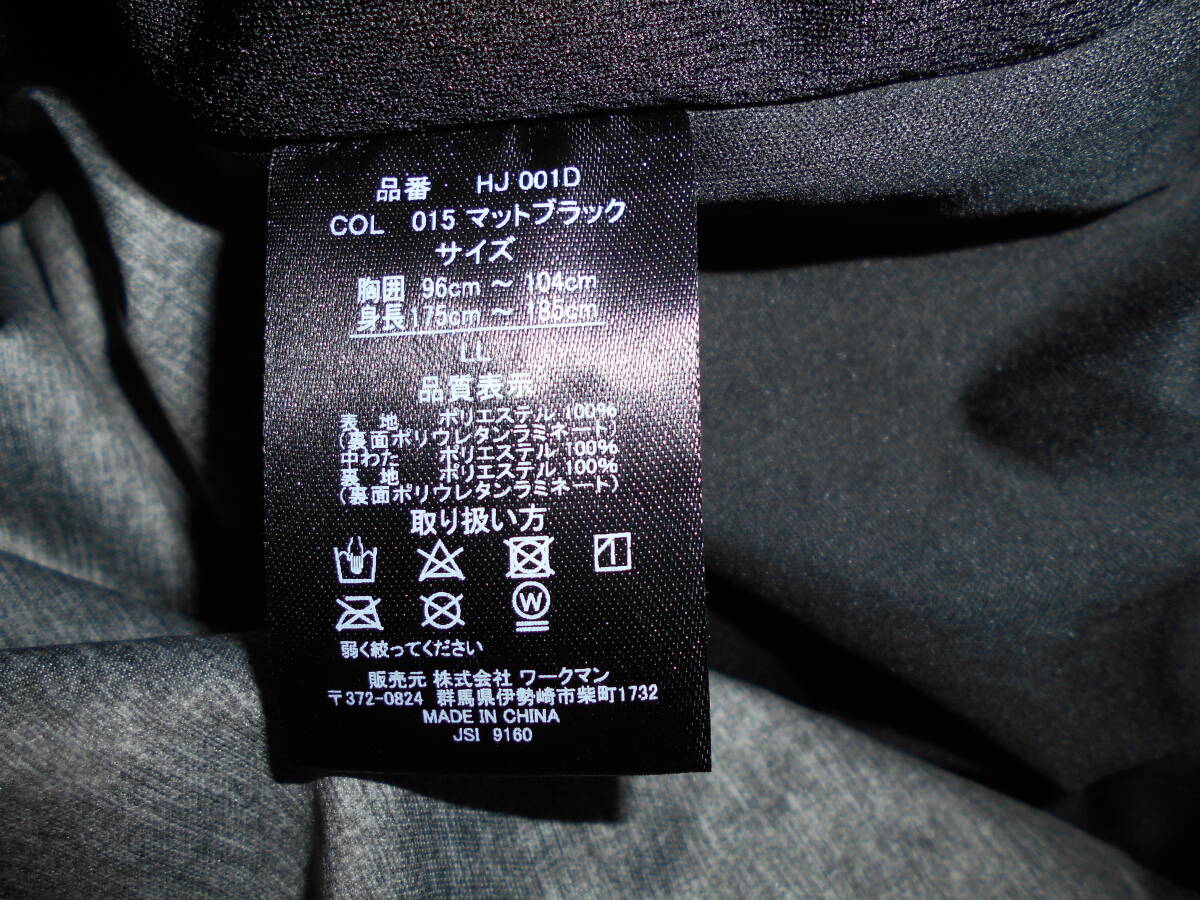 品番 HJ 001D
COL 015 マットブラック
サイズ
胸囲 96cm ～ 104cm
身長 175cm ～ 185cm
LL
品質表示
表 地 ポリエステル 100%
(裏面ポリウレタンラミネート)
中わた ポリエステル 100%
裏 地 ポリエステル 100%
(裏面ポリウレタンラミネート)
取り扱い方
W
弱く絞ってください
販売元 株式会社 ワークマン
〒372-0824 群馬県伊勢崎市柴町1732
MADE IN CHINA
JSI 9160